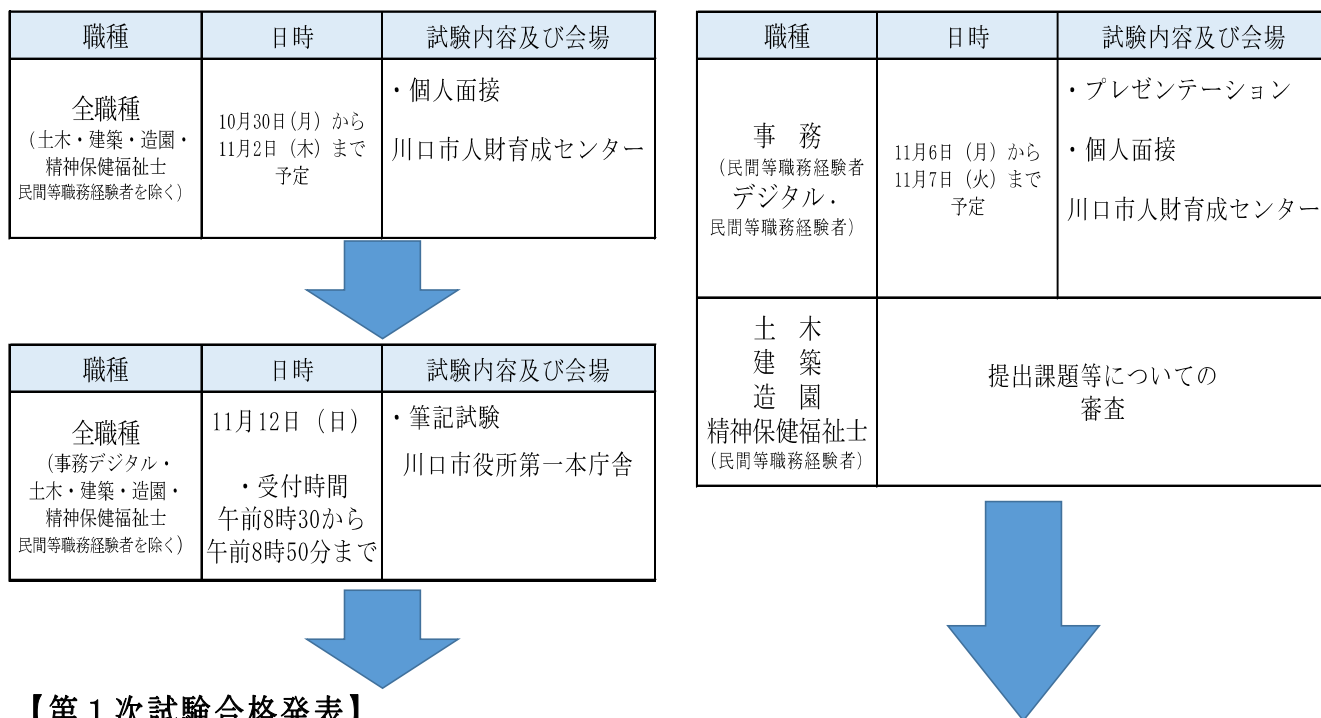 職種 日時 試験内容及び会場
全職種
（土木・建築・造園・
精神保健福祉士
民間等職務経験者を除く）
10月30日（月）から
11月2日（木）まで
予定
・個人面接
川口市人財育成センター
職種 日時 試験内容及び会場
全職種
（事務デジタル・
土木・建築・造園・
精神保健福祉士
民間等職務経験者を除く）
11月12日（日）
・受付時間
午前8時30から
午前8時50分まで
・筆記試験
川口市役所第一本庁舎
【第１次試験合格発表】
職種 日時 試験内容及び会場
事　務
（民間等職務経験者
デジタル・
民間等職務経験者）
11月6日（月）から
11月7日（火）まで
予定
・プレゼンテーション
・個人面接
川口市人財育成センター
土　木
建　築
造　園
精神保健福祉士
（民間等職務経験者）
提出課題等についての
審査